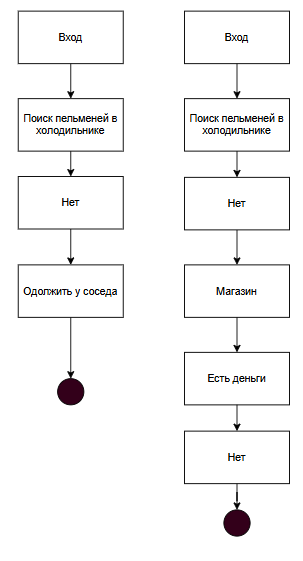 Вход
Поиск пельменей в
холодильнике
Нет
Одолжить у соседа
Вход
Поиск пельменей в
холодильнике
Нет
Магазин
Есть деньги
Нет